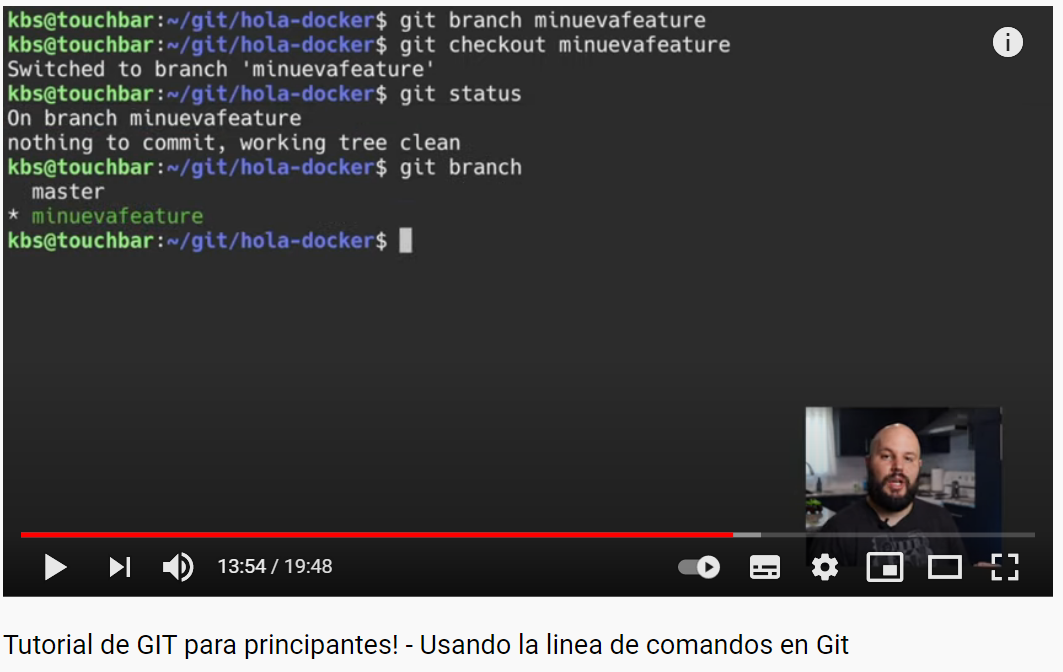 kbs@touchbar:~/git/hola-docker$ git branch minuevafeature
kbs@touchbar:~/git/hola-docker$ git checkout minuevafeature
Switched to branch 'minuevafeature'
kbs@touchbar:~/git/hola-docker$ git status
On branch minuevafeature
nothing to commit, working tree clean
kbs@touchbar:~/git/hola-docker$ git branch
  master
* minuevafeature
kbs@touchbar:~/git/hola-docker$
13:54 / 19:48
Tutorial de GIT para principantes! - Usando la linea de comandos en Git